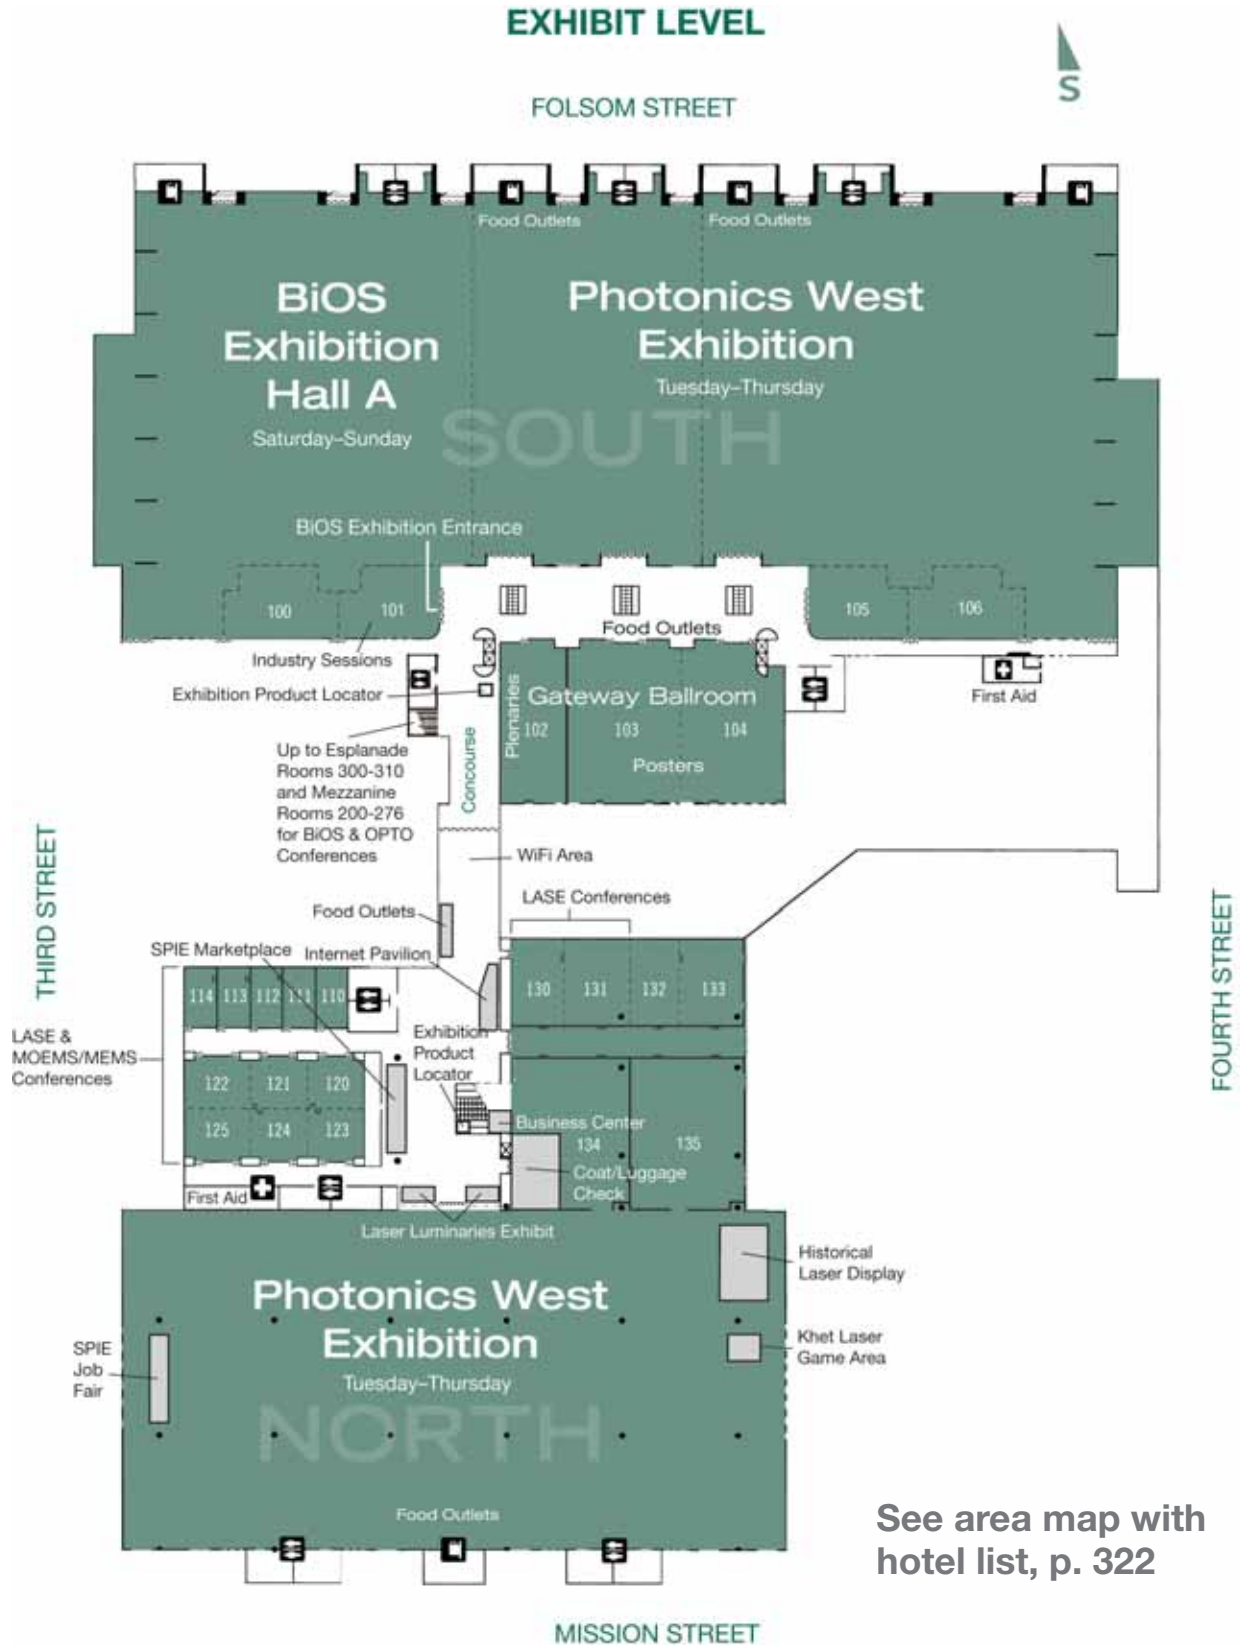 EXHIBIT LEVEL
S
FOLSOM STREET
Food Outlets
Food Outlets
BiOS
Exhibition
Hall A
Saturday–Sunday
Photonics West
Exhibition
Tuesday–Thursday
SOUTH
BiOS Exhibition Entrance
100
101
105
106
Industry Sessions
Food Outlets
Exhibition Product Locator
First Aid
Plenaries
Gateway Ballroom
102
103
104
Posters
Up to Esplanade
Rooms 300-310
and Mezzanine
Rooms 200-276
for BiOS & OPTO
Conferences
Concourse
WiFi Area
THIRD STREET
FOURTH STREET
LASE Conferences
Food Outlets
SPIE Marketplace
Internet Pavilion
114
113
112
111
110
130
131
132
133
LASE &
MOEMS/MEMS
Conferences
Exhibition
Product
Locator
122
121
120
125
124
123
Business Center
134
135
Coat/Luggage
Check
First Aid
Laser Luminaries Exhibit
Historical
Laser Display
Photonics West
Exhibition
Tuesday–Thursday
NORTH
SPIE
Job
Fair
Khet Laser
Game Area
Food Outlets
See area map with
hotel list, p. 322
MISSION STREET